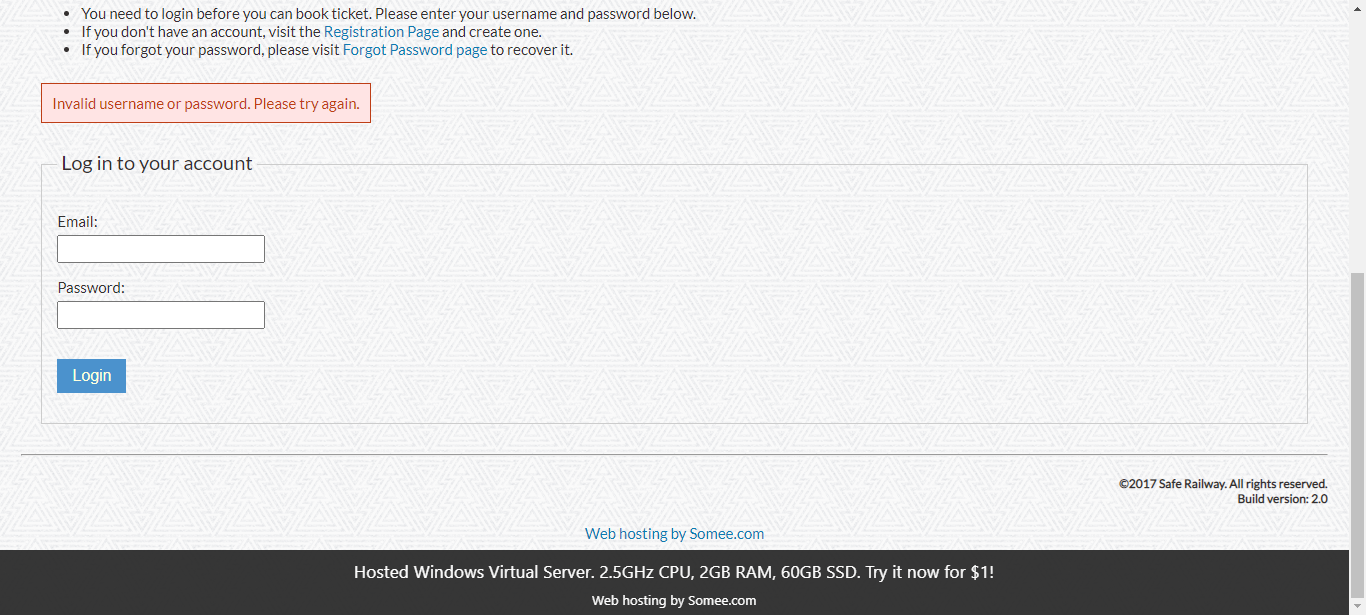 You need to login before you can book ticket. Please enter your username and password below.
If you don't have an account, visit the Registration Page and create one.
If you forgot your password, please visit Forgot Password page to recover it.
Invalid username or password. Please try again.
Log in to your account
Email:
Password:
Login
©2017 Safe Railway. All rights reserved.
Build version: 2.0
Web hosting by Somee.com
Hosted Windows Virtual Server. 2.5GHz CPU, 2GB RAM, 60GB SSD. Try it now for $1!
Web hosting by Somee.com